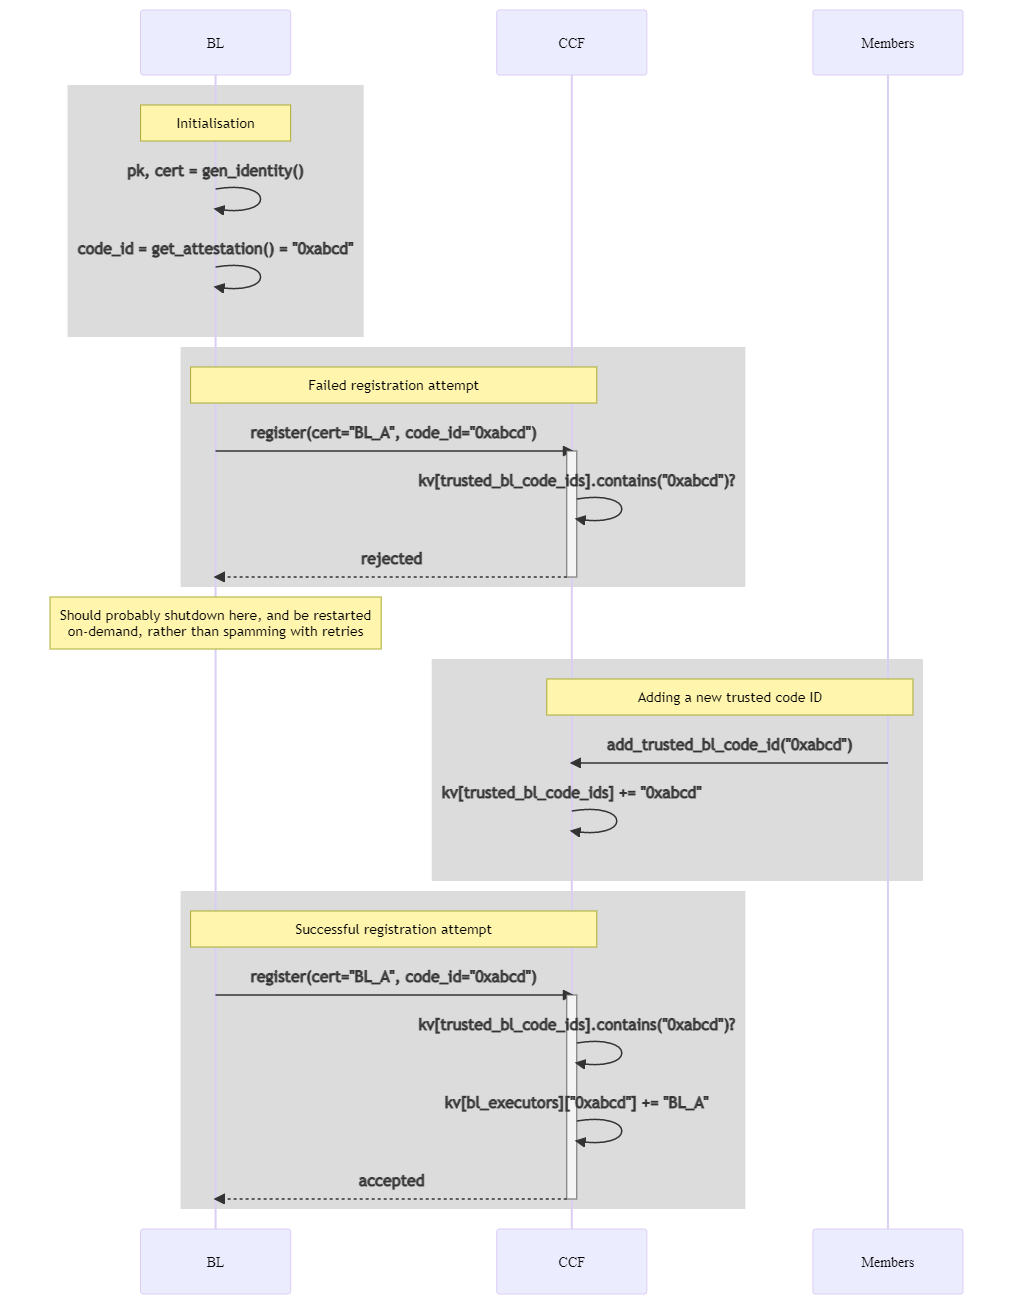 BL
CCF
Members
Initialisation
pk, cert = gen_identity()
code_id = get_attestation() = "0xabcd"
Failed registration attempt
register(cert="BL_A", code_id="0xabcd")
kv[trusted_bl_code_ids].contains("0xabcd")?
rejected
Should probably shutdown here, and be restarted
on-demand, rather than spamming with retries
Adding a new trusted code ID
add_trusted_bl_code_id("0xabcd")
kv[trusted_bl_code_ids] += "0xabcd"
Successful registration attempt
register(cert="BL_A", code_id="0xabcd")
kv[trusted_bl_code_ids].contains("0xabcd")?
kv[bl_executors]["0xabcd"] += "BL_A"
accepted
BL
CCF
Members